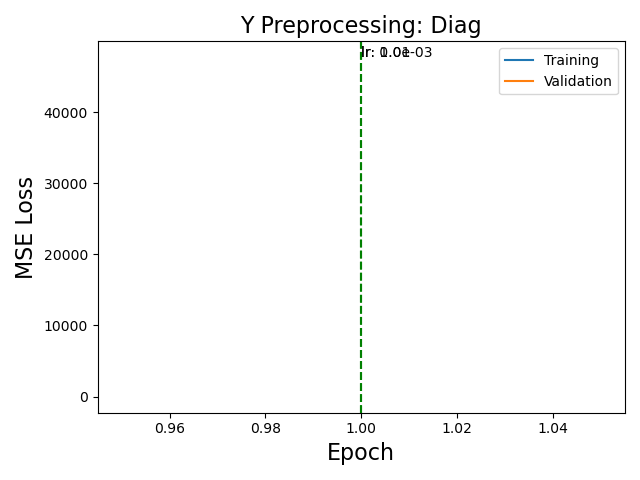 Y Preprocessing: Diag
lr:
Training
Validation
MSE Loss
40000
30000
20000
10000
0
0.96
0.98
1.00
1.02
1.04
Epoch